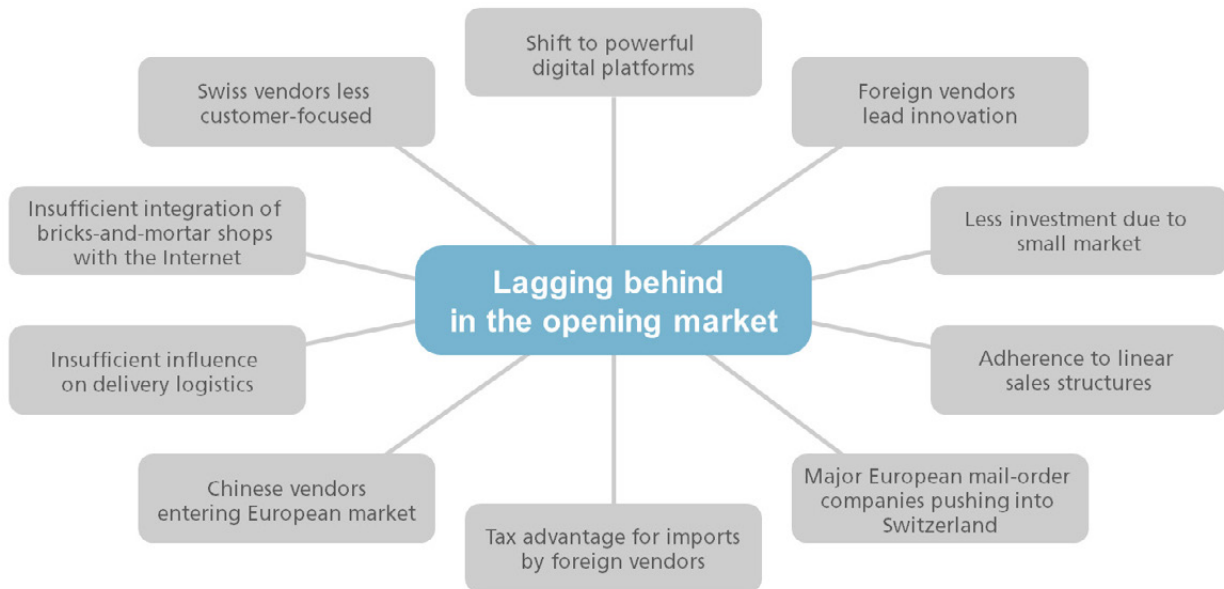 Shift to powerful
digital platforms
Swiss vendors less
customer-focused
Foreign vendors
lead innovation
Insufficient integration of
bricks-and-mortar shops
with the Internet
Less investment due to
small market
Lagging behind
in the opening market
Insufficient influence
on delivery logistics
Adherence to linear
sales structures
Chinese vendors
entering European market
Major European mail-order
companies pushing into
Switzerland
Tax advantage for imports
by foreign vendors